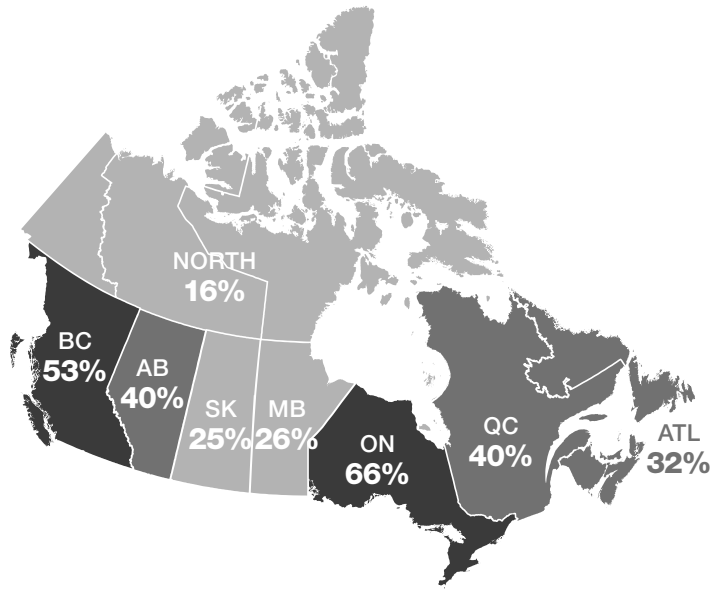 NORTH
16%
BC
53%
AB
40%
SK
25%
MB
26%
ON
66%
QC
40%
ATL
32%